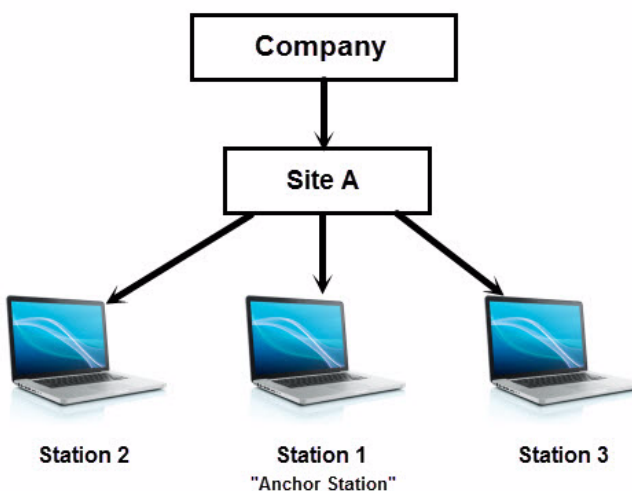 Company
Site A
Station 2
Station 1
"Anchor Station"
Station 3